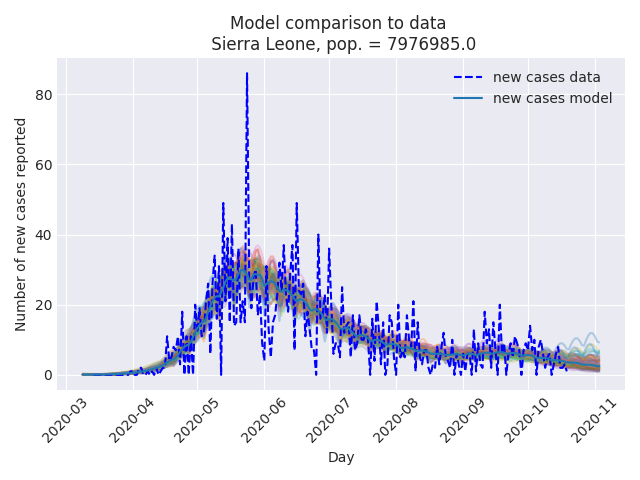 Model comparison to data
Sierra Leone, pop. = 7976985.0
new cases data
new cases model
Number of new cases reported
80
60
40
20
0
2020-03
2020-04
2020-05
2020-06
2020-07
2020-08
2020-09
2020-10
2020-11
Day